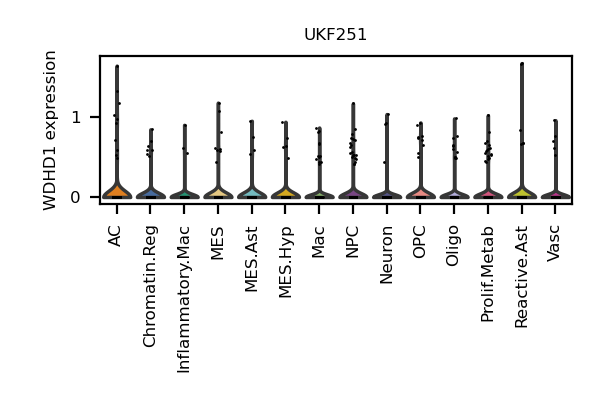 UKF251
WDHD1 expression
1
0
AC
Chromatin.Reg
Inflammatory.Mac
MES
MES.Ast
MES.Hyp
Mac
NPC
Neuron
OPC
Oligo
Prolif.Metab
Reactive.Ast
Vasc